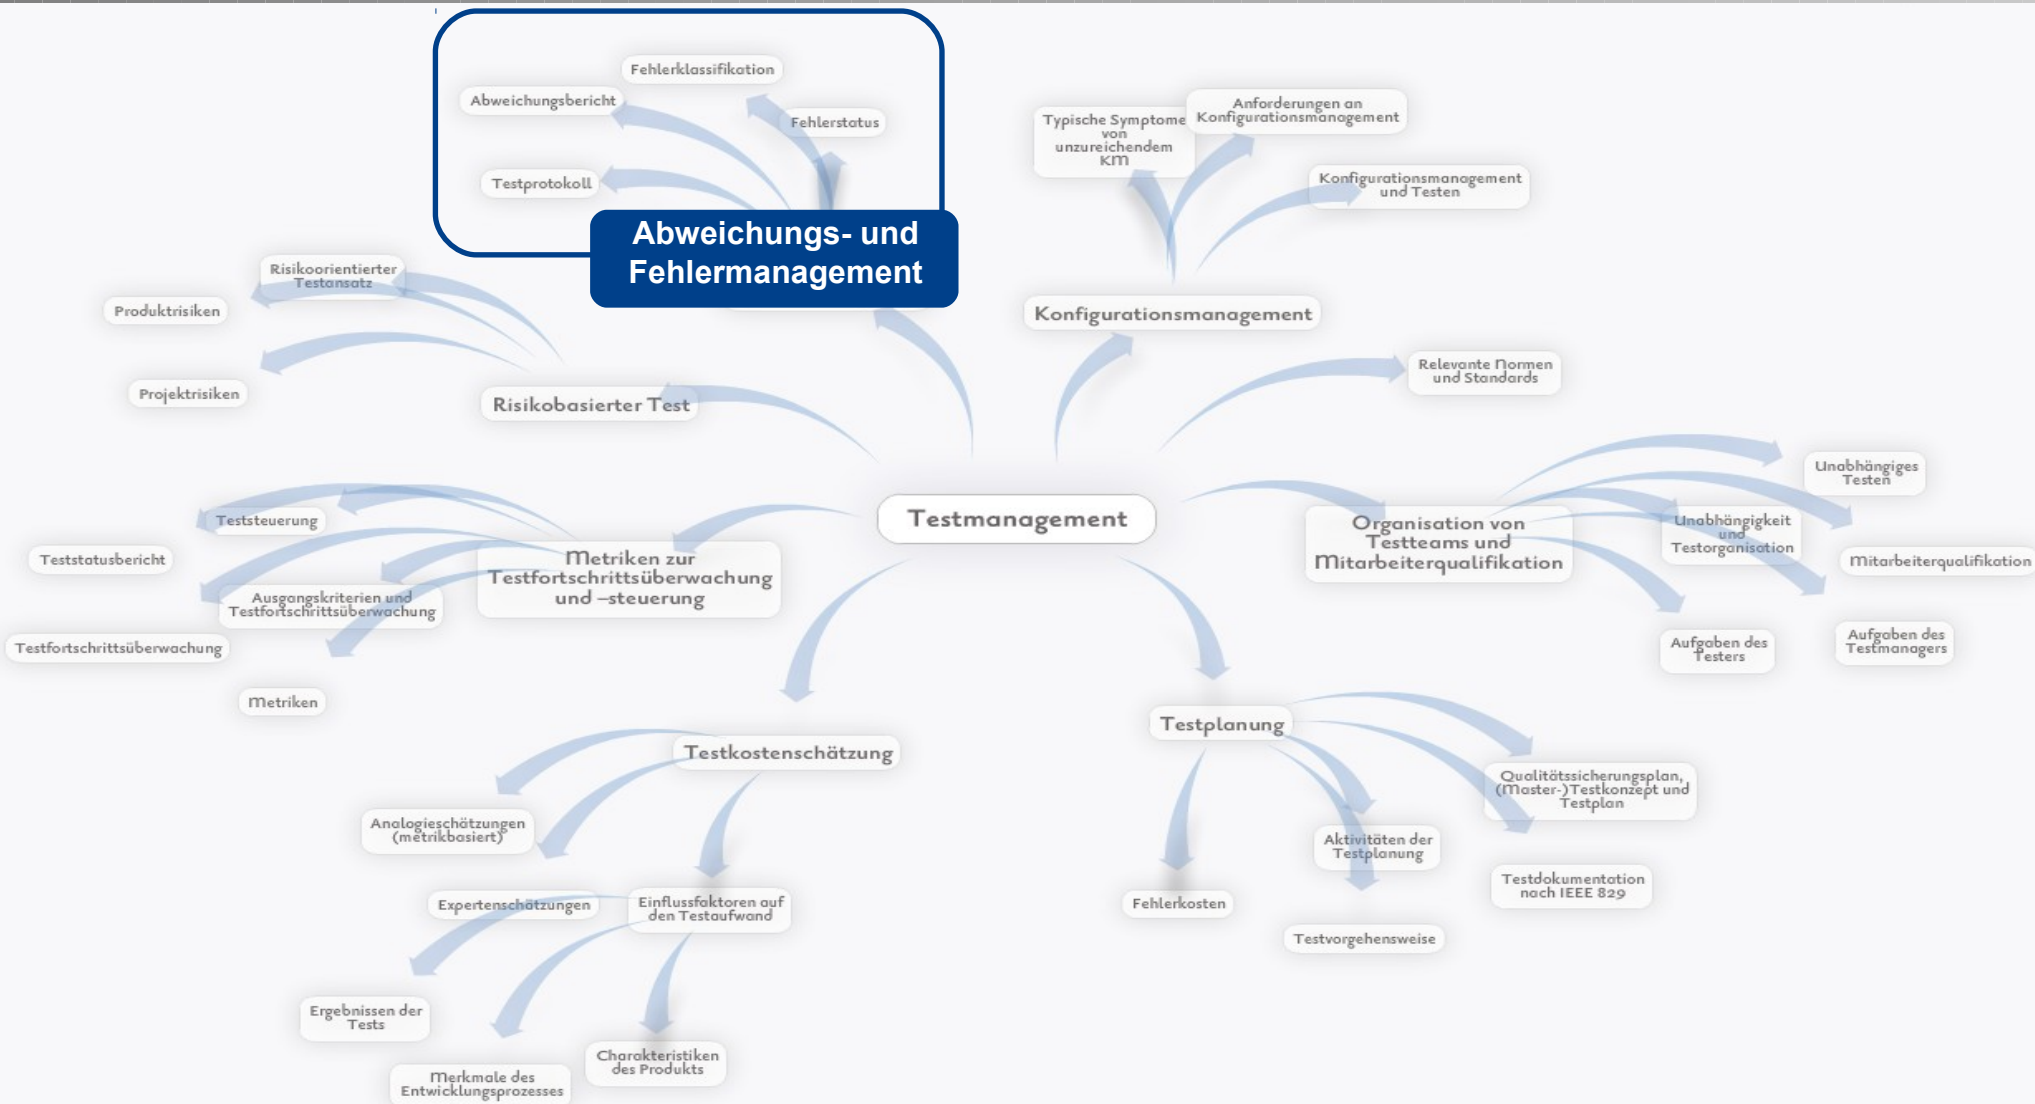 Fehlerklassifikation
Abweichungsbericht
Fehlerstatus
Testprotokoll
Abweichungs- und
Fehlermanagement
Typische Symptome
von
unzureichendem
KM
Anforderungen an
Konfigurationsmanagement
Konfigurationsmanagement
und Testen
Konfigurationsmanagement
Risikoorientierter
Testansatz
Produktrisiken
Projektrisiken
Risikobasierter Test
Relevante Normen
und Standards
Testmanagement
Organisation von
Testteams und
Mitarbeiterqualifikation
Unabhängiges
Testen
Unabhängigkeit
und
Testorganisation
Mitarbeiterqualifikation
Aufgaben des
Testers
Aufgaben des
Testmanagers
Metriken zur
Testfortschrittsüberwachung
und –steuerung
Teststeuerung
Teststatusbericht
Ausgangskriterien und
Testfortschrittsüberwachung
Testfortschrittsüberwachung
Metriken
Testkostenschätzung
Analogieschätzungen
(metrikbasiert)
Expertenschätzungen
Einflussfaktoren auf
den Testaufwand
Ergebnissen der
Tests
Merkmale des
Entwicklungsprozesses
Charakteristiken
des Produkts
Testplanung
Qualitätssicherungsplan,
(Master-)Testkonzept und
Testplan
Aktivitäten der
Testplanung
Testdokumentation
nach IEEE 829
Fehlerkosten
Testvorgehensweise